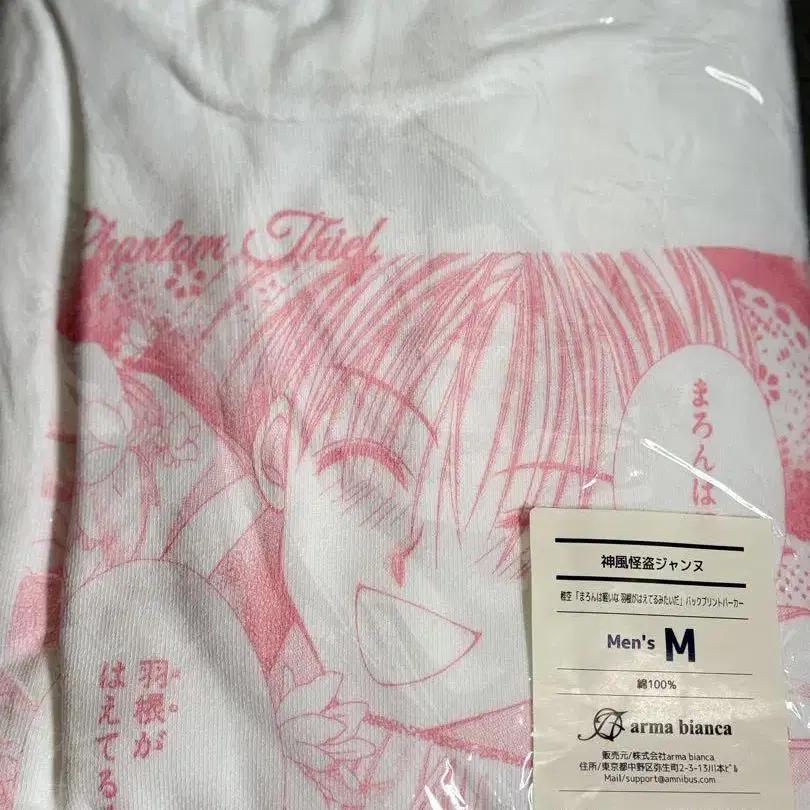 Phantom Thief
まろんは
羽根が
はえてる
はね
神風怪盗ジャンヌ
稚空「まろんは軽いな 羽根がはえてるみたいだ」バックプリントパーカー
Men's M
綿100%
arma bianca
販売元/株式会社arma bianca
住所/東京都中野区弥生町2-3-13川本ビル
Mail/support@amnibus.com